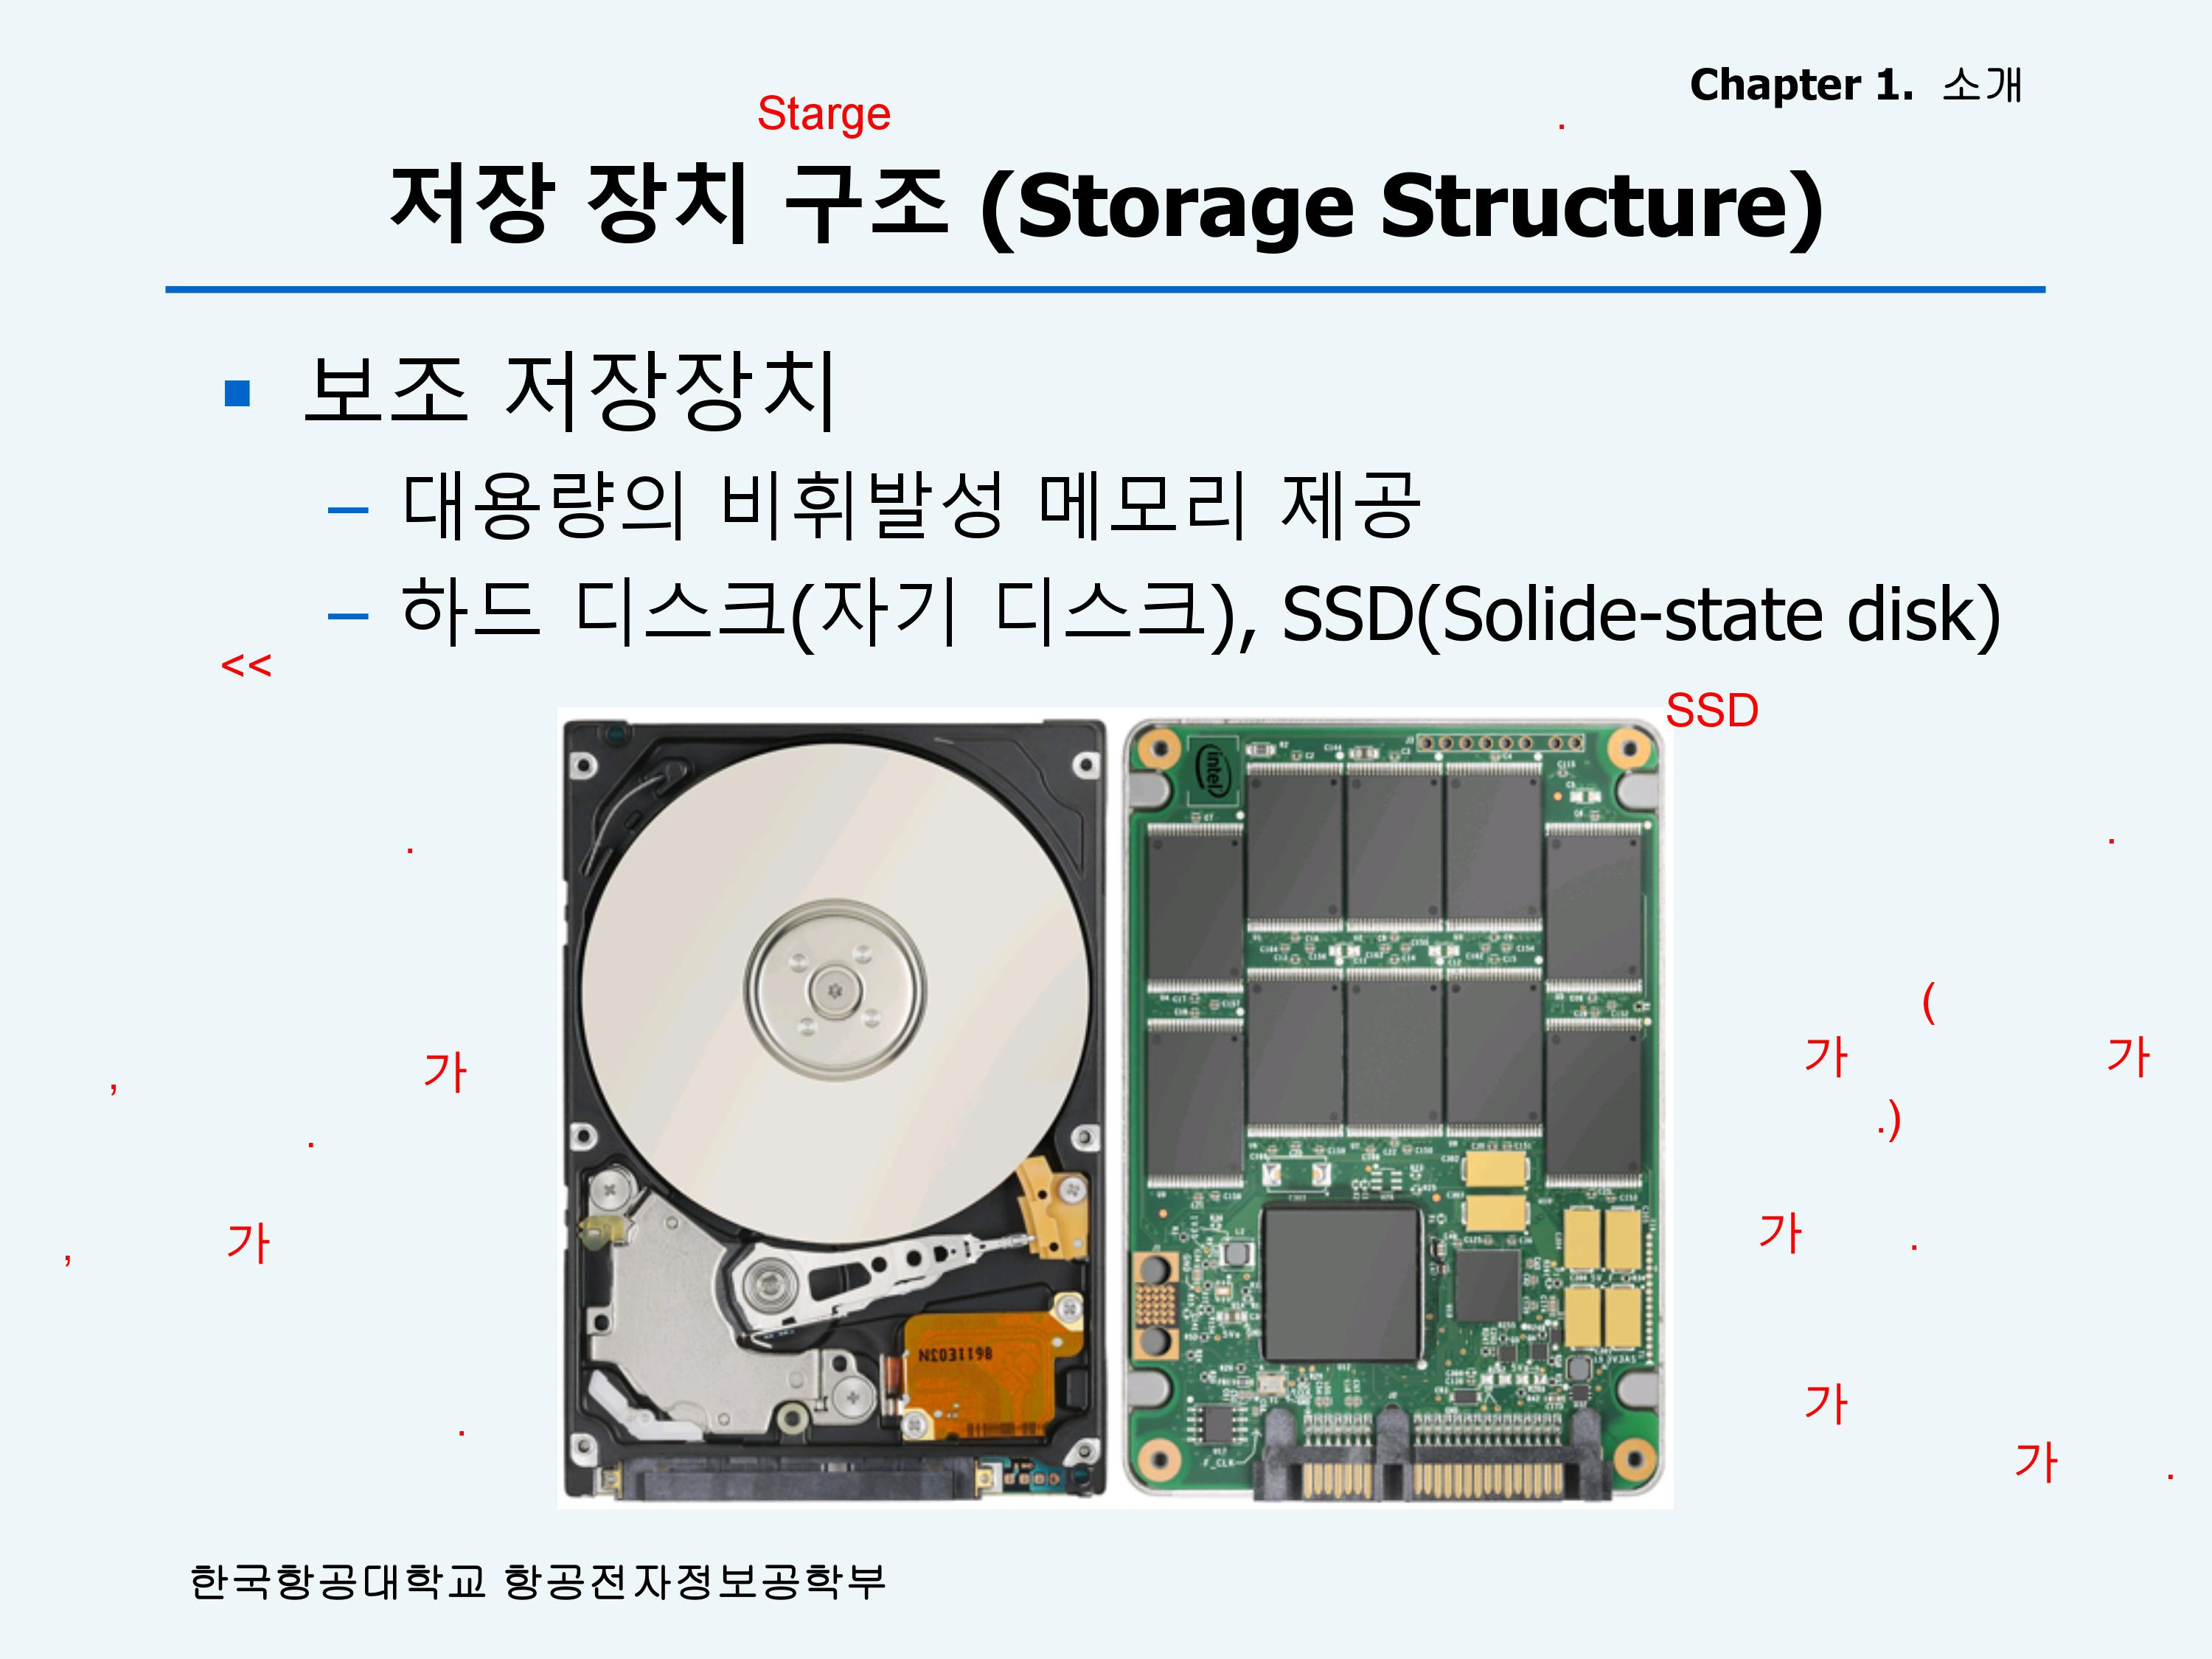 Chapter 1. 소개
Starge
.
저장 장치 구조 (Storage Structure)
보조 저장장치
– 대용량의 비휘발성 메모리 제공
– 하드 디스크(자기 디스크), SSD(Solide-state disk)
<<
SSD
intel
.
.
(
, 가
가 가
.)
.
, 가
가 .
8611E03N
가
.
가 .
F_CLK
한국항공대학교 항공전자정보공학부